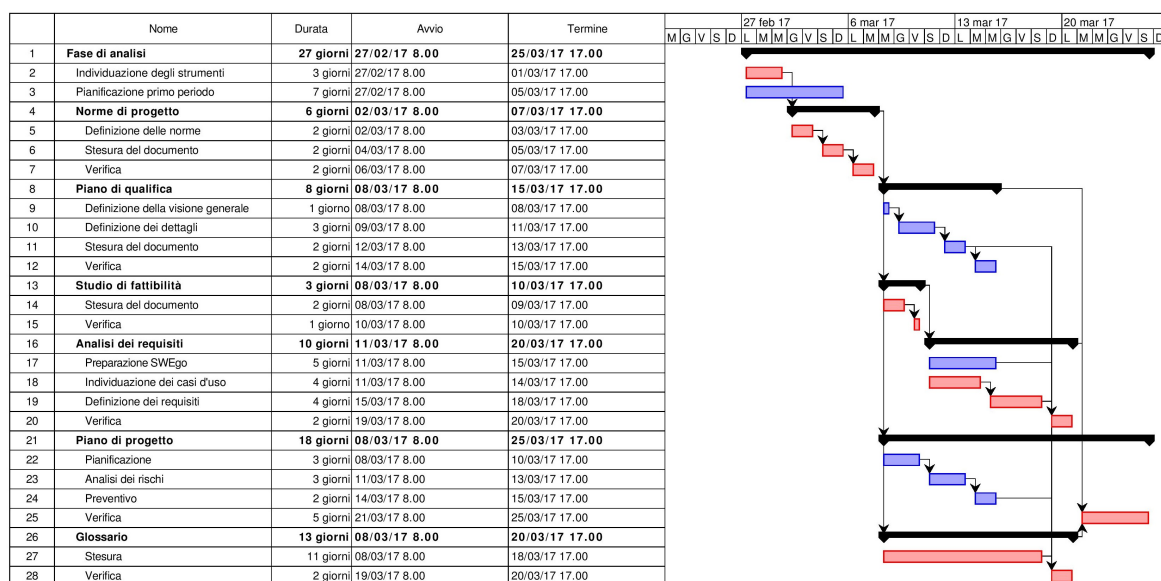 Nome Durata Avvio Termine 27 feb 17 6 mar 17 13 mar 17 20 mar 17
M G V S D L M M G V S D L M M G V S D L M M G V S D L M M G V S D
1 Fase di analisi 27 giorni 27/02/17 8.00 25/03/17 17.00
2 Individuazione degli strumenti 3 giorni 27/02/17 8.00 01/03/17 17.00
3 Pianificazione primo periodo 7 giorni 27/02/17 8.00 05/03/17 17.00
4 Norme di progetto 6 giorni 02/03/17 8.00 07/03/17 17.00
5 Definizione delle norme 2 giorni 02/03/17 8.00 03/03/17 17.00
6 Stesura del documento 2 giorni 04/03/17 8.00 05/03/17 17.00
7 Verifica 2 giorni 06/03/17 8.00 07/03/17 17.00
8 Piano di qualifica 8 giorni 08/03/17 8.00 15/03/17 17.00
9 Definizione della visione generale 1 giorno 08/03/17 8.00 08/03/17 17.00
10 Definizione dei dettagli 3 giorni 09/03/17 8.00 11/03/17 17.00
11 Stesura del documento 2 giorni 12/03/17 8.00 13/03/17 17.00
12 Verifica 2 giorni 14/03/17 8.00 15/03/17 17.00
13 Studio di fattibilità 3 giorni 08/03/17 8.00 10/03/17 17.00
14 Stesura del documento 2 giorni 08/03/17 8.00 09/03/17 17.00
15 Verifica 1 giorno 10/03/17 8.00 10/03/17 17.00
16 Analisi dei requisiti 10 giorni 11/03/17 8.00 20/03/17 17.00
17 Preparazione SWEgo 5 giorni 11/03/17 8.00 15/03/17 17.00
18 Individuazione dei casi d'uso 4 giorni 11/03/17 8.00 14/03/17 17.00
19 Definizione dei requisiti 4 giorni 15/03/17 8.00 18/03/17 17.00
20 Verifica 2 giorni 19/03/17 8.00 20/03/17 17.00
21 Piano di progetto 18 giorni 08/03/17 8.00 25/03/17 17.00
22 Pianificazione 3 giorni 08/03/17 8.00 10/03/17 17.00
23 Analisi dei rischi 3 giorni 11/03/17 8.00 13/03/17 17.00
24 Preventivo 2 giorni 14/03/17 8.00 15/03/17 17.00
25 Verifica 5 giorni 21/03/17 8.00 25/03/17 17.00
26 Glossario 13 giorni 08/03/17 8.00 20/03/17 17.00
27 Stesura 11 giorni 08/03/17 8.00 18/03/17 17.00
28 Verifica 2 giorni 19/03/17 8.00 20/03/17 17.00